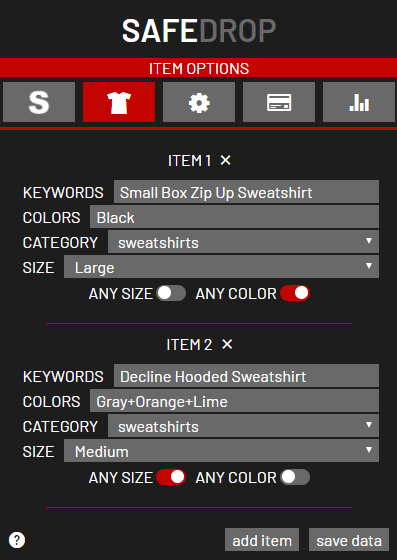 SAFEDROP
ITEM OPTIONS
S
ITEM 1 ✕
KEYWORDS Small Box Zip Up Sweatshirt
COLORS Black
CATEGORY sweatshirts
SIZE Large
ANY SIZE ANY COLOR
ITEM 2 ✕
KEYWORDS Decline Hooded Sweatshirt
COLORS Gray+Orange+Lime
CATEGORY sweatshirts
SIZE Medium
ANY SIZE ANY COLOR
? add item save data